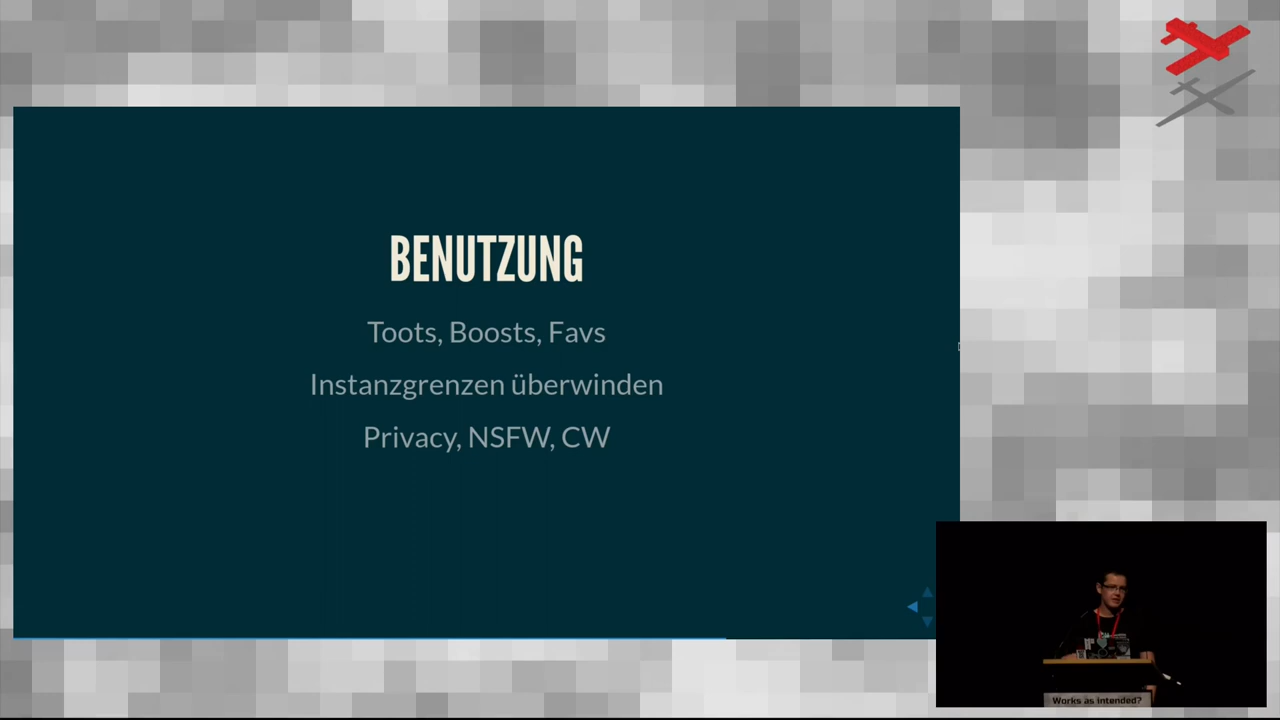 BENUTZUNG
Toots, Boosts, Favs
Instanzgrenzen überwinden
Privacy, NSFW, CW
Works as intended?